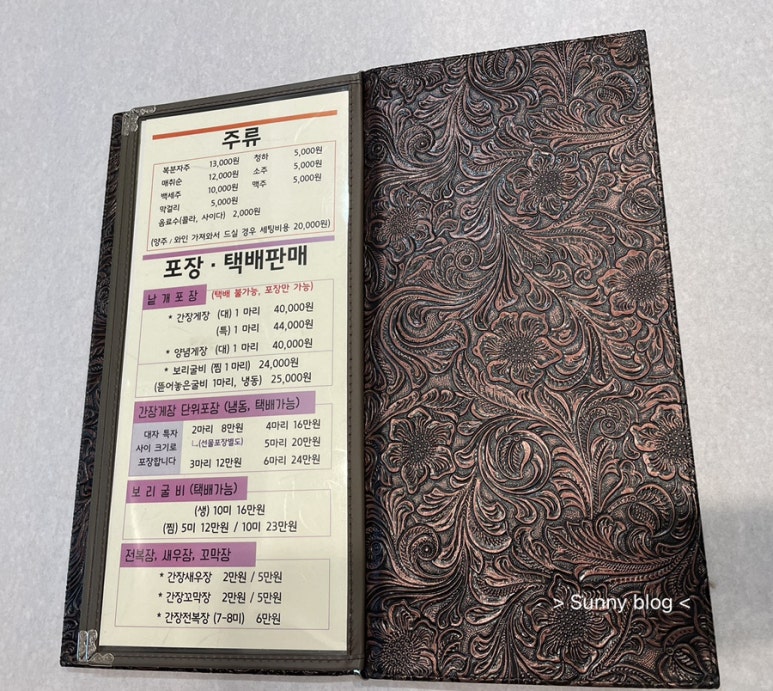 주류
복분자주 13,000원 청하 5,000원
매취순 12,000원 소주 5,000원
백세주 10,000원 맥주 5,000원
막걸리 5,000원
음료수(콜라, 사이다) 2,000원
(양주 / 와인 가져와서 드실 경우 세팅비용 20,000원)
포장 · 택배판매
낱개포장 (택배 불가능, 포장만 가능)
* 간장게장 (대) 1 마리 40,000원
(특) 1 마리 44,000원
* 양념게장 (대) 1 마리 40,000원
* 보리굴비 (찜 1 마리) 24,000원
(뜯어놓은굴비 1마리, 냉동) 25,000원
간장게장 단위포장 (냉동, 택배가능)
대자 특자
사이 크기로
포장합니다
2마리 8만원 4마리 16만원
ㄴ(선물포장별도) 5마리 20만원
3마리 12만원 6마리 24만원
보리굴비 (택배가능)
(생) 10미 16만원
(찜) 5미 12만원 / 10미 23만원
전복장, 새우장, 꼬막장
* 간장새우장 2만원 / 5만원
* 간장꼬막장 2만원 / 5만원
* 간장전복장 (7-8미) 6만원
> Sunny blog <